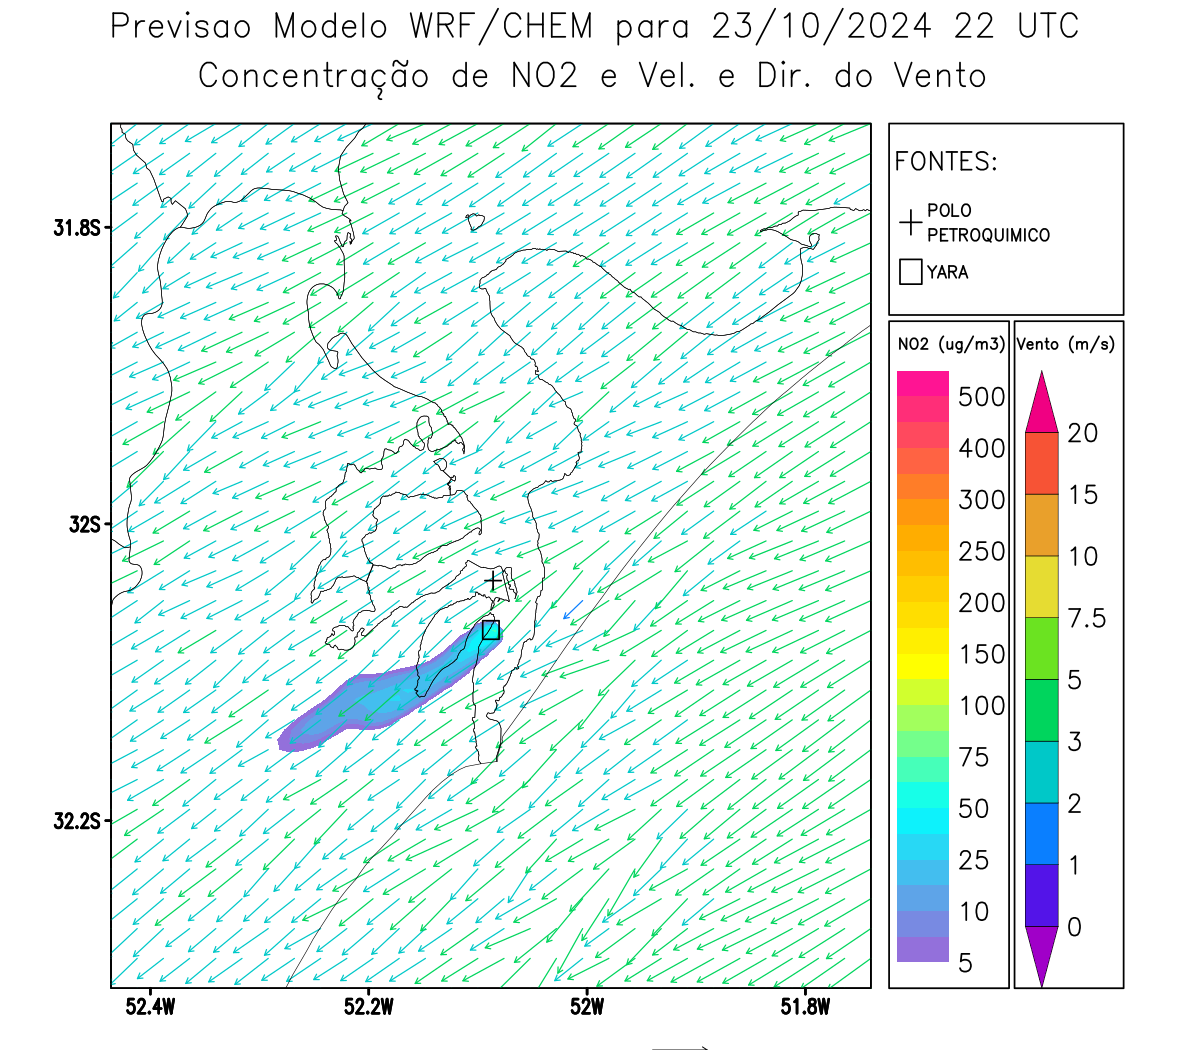 Previsao Modelo WRF/CHEM para 23/10/2024 22 UTC
Concentração de NO2 e Vel. e Dir. do Vento
FONTES:
POLO
PETROQUIMICO
YARA
NO2 (ug/m3)
500
400
300
250
200
150
100
75
50
25
10
5
Vento (m/s)
20
15
10
7.5
5
3
2
1
0
31.8S
32S
32.2S
52.4W
52.2W
52W
51.8W